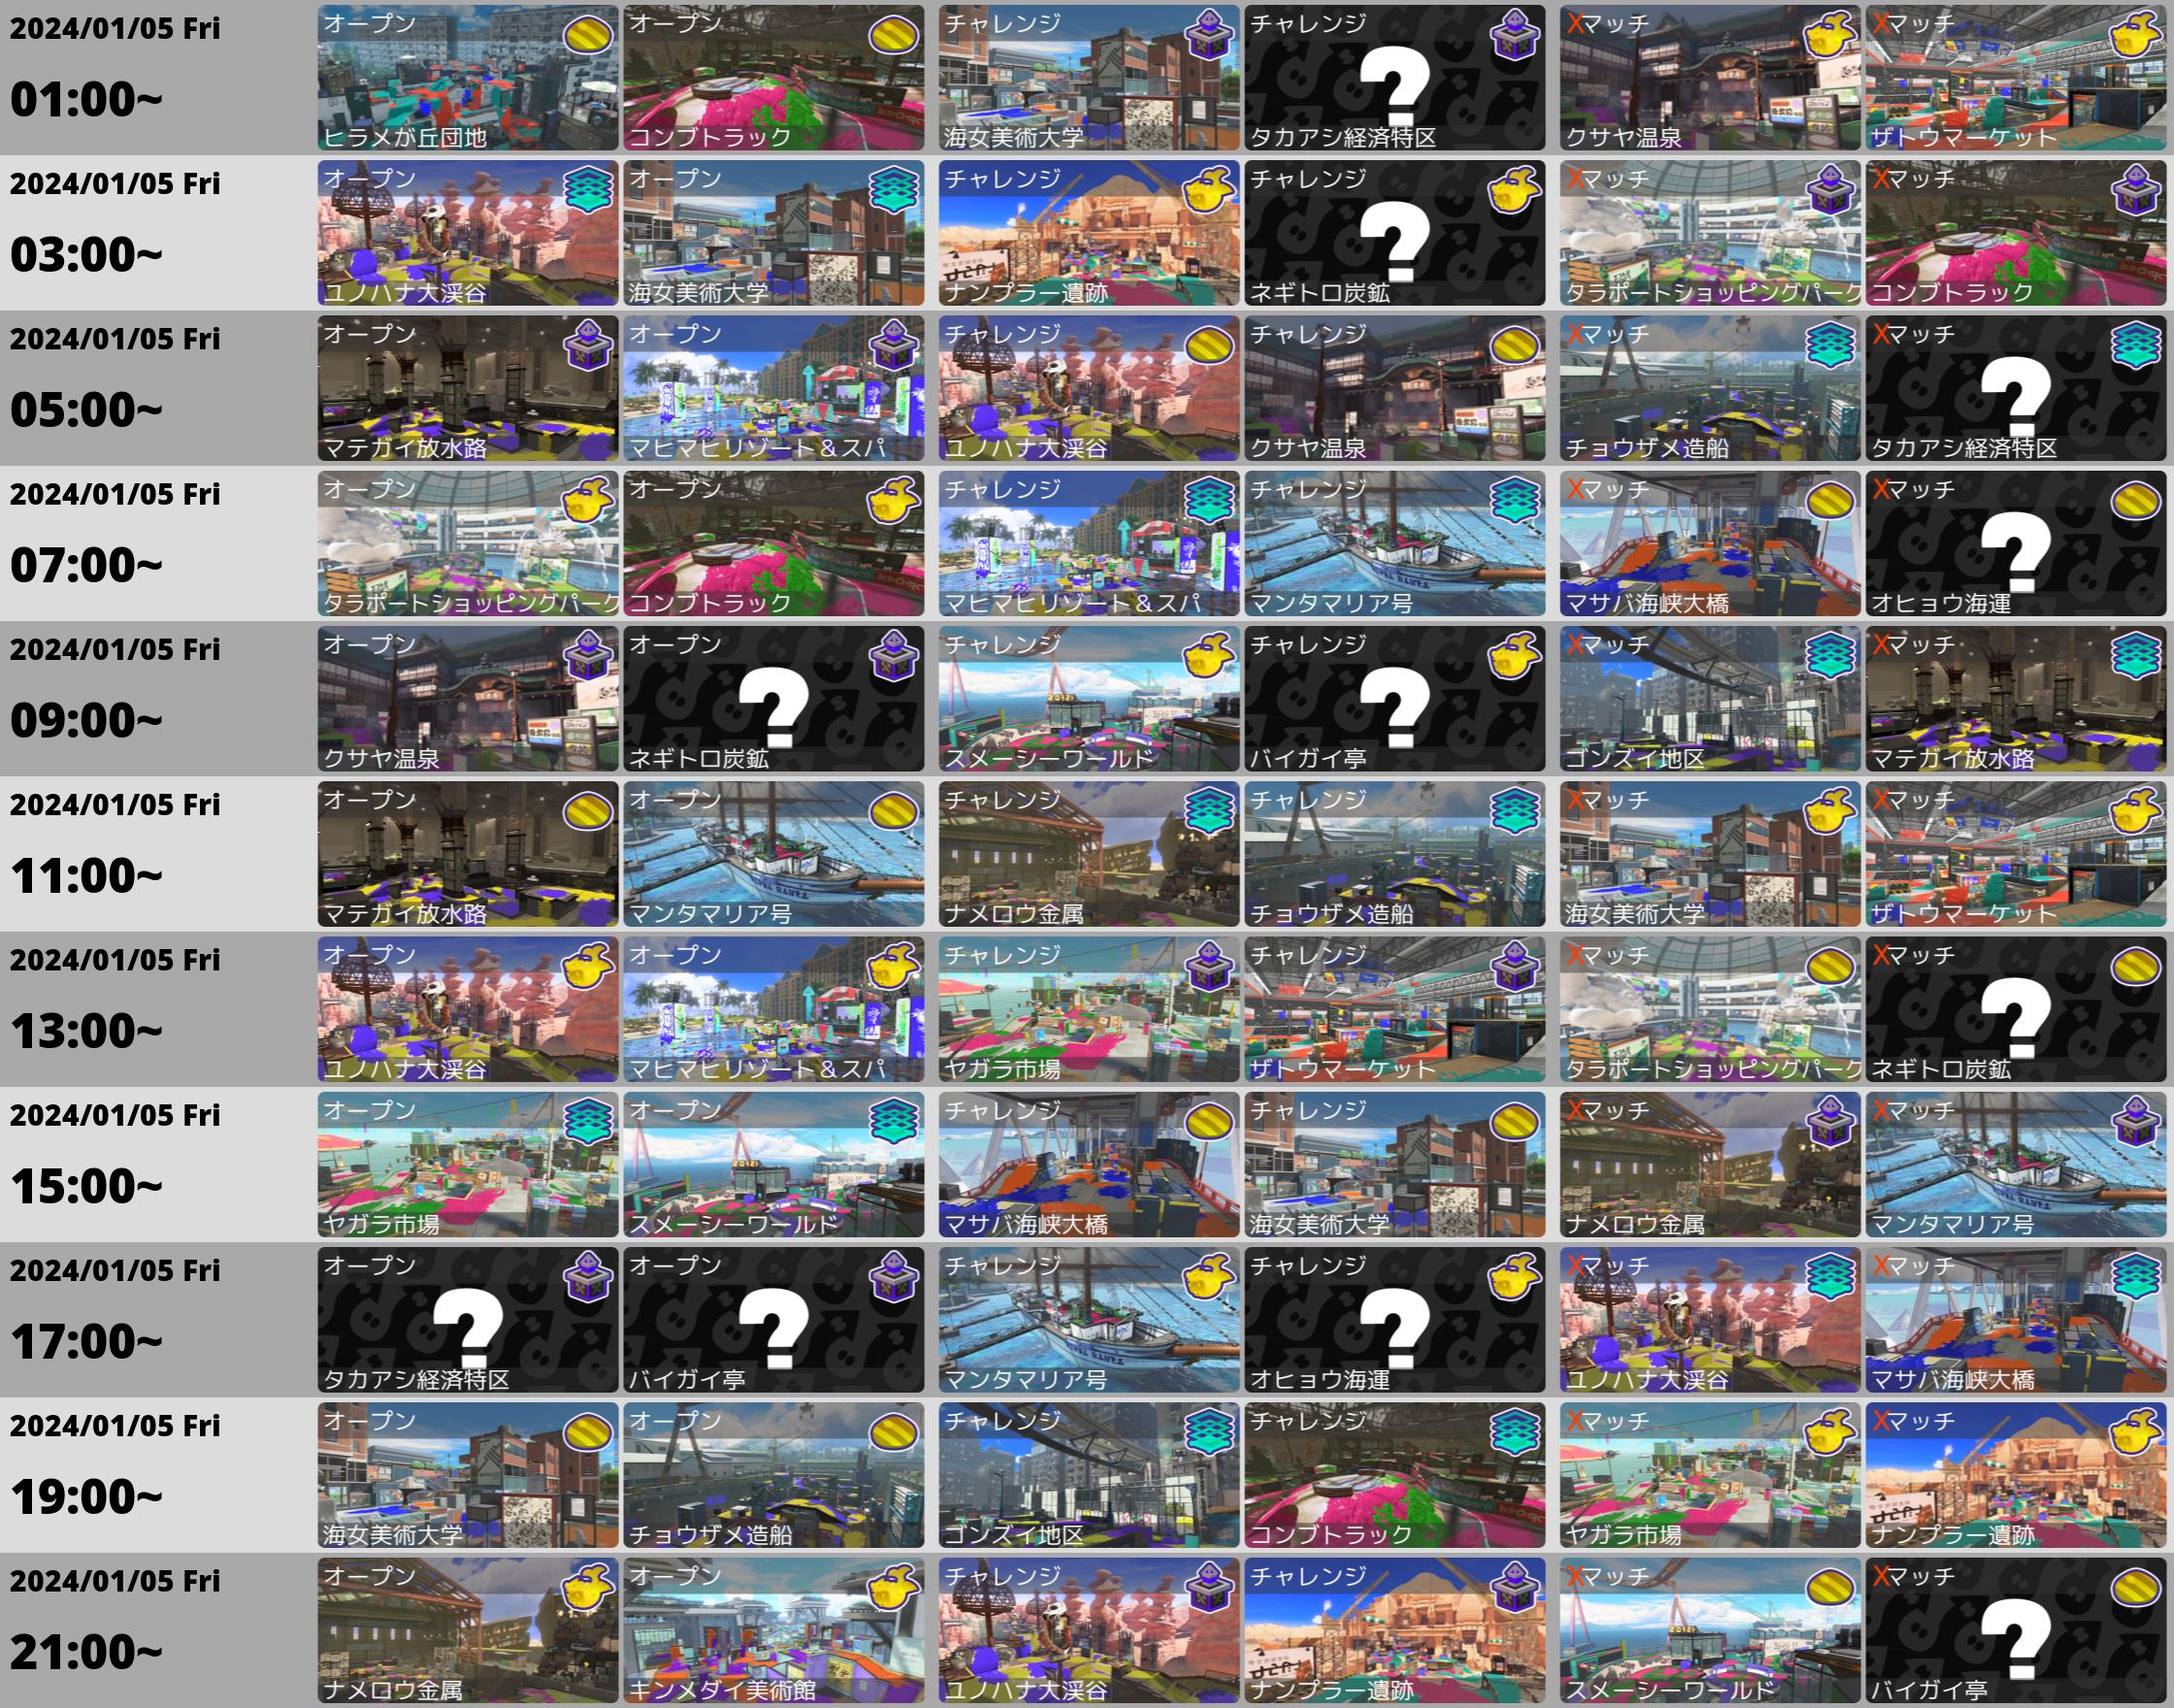 2024/01/05 Fri
01:00~
オープン オープン チャレンジ チャレンジ Xマッチ Xマッチ
ヒラメが丘団地 コンブトラック 海女美術大学 タカアシ経済特区 クサヤ温泉 ザトウマーケット
2024/01/05 Fri
03:00~
オープン オープン チャレンジ チャレンジ Xマッチ Xマッチ
ユノハナ大渓谷 海女美術大学 ナンプラー遺跡 ネギトロ炭鉱 タラポートショッピングパーク コンブトラック
2024/01/05 Fri
05:00~
オープン オープン チャレンジ チャレンジ Xマッチ Xマッチ
マテガイ放水路 マヒマヒリゾート＆スパ ユノハナ大渓谷 クサヤ温泉 チョウザメ造船 タカアシ経済特区
2024/01/05 Fri
07:00~
オープン オープン チャレンジ チャレンジ Xマッチ Xマッチ
タラポートショッピングパーク コンブトラック マヒマヒリゾート＆スパ マンタマリア号 マサバ海峡大橋 オヒョウ海運
2024/01/05 Fri
09:00~
オープン オープン チャレンジ チャレンジ Xマッチ Xマッチ
クサヤ温泉 ネギトロ炭鉱 スメーシーワールド バイガイ亭 ゴンズイ地区 マテガイ放水路
2024/01/05 Fri
11:00~
オープン オープン チャレンジ チャレンジ Xマッチ Xマッチ
マテガイ放水路 マンタマリア号 ナメロウ金属 チョウザメ造船 海女美術大学 ザトウマーケット
2024/01/05 Fri
13:00~
オープン オープン チャレンジ チャレンジ Xマッチ Xマッチ
ユノハナ大渓谷 マヒマヒリゾート＆スパ ヤガラ市場 ザトウマーケット タラポートショッピングパーク ネギトロ炭鉱
2024/01/05 Fri
15:00~
オープン オープン チャレンジ チャレンジ Xマッチ Xマッチ
ヤガラ市場 スメーシーワールド マサバ海峡大橋 海女美術大学 ナメロウ金属 マンタマリア号
2024/01/05 Fri
17:00~
オープン オープン チャレンジ チャレンジ Xマッチ Xマッチ
タカアシ経済特区 バイガイ亭 マンタマリア号 オヒョウ海運 ユノハナ大渓谷 マサバ海峡大橋
2024/01/05 Fri
19:00~
オープン オープン チャレンジ チャレンジ Xマッチ Xマッチ
海女美術大学 チョウザメ造船 ゴンズイ地区 コンブトラック ヤガラ市場 ナンプラー遺跡
2024/01/05 Fri
21:00~
オープン オープン チャレンジ チャレンジ Xマッチ Xマッチ
ナメロウ金属 キンメダイ美術館 ユノハナ大渓谷 ナンプラー遺跡 スメーシーワールド バイガイ亭